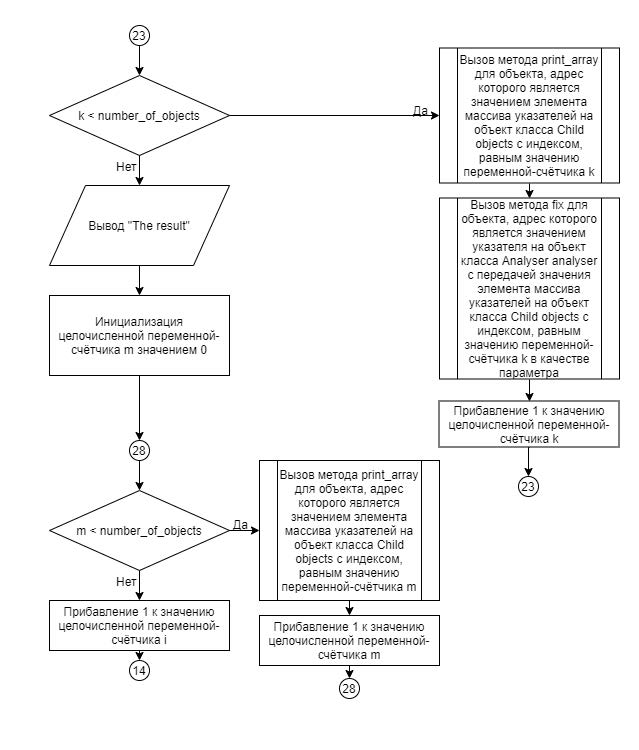 23
k < number_of_objects
Да
Вызов метода print_array
для объекта, адрес
которого является
значением элемента
массива указателей на
объект класса Child
objects с индексом,
равным значению
переменной-счётчика k
Нет
Вывод "The result"
Вызов метода fix для
объекта, адрес которого
является значением
указателя на объект
класса Analyser analyser
с передачей значения
элемента массива
указателей на объект
класса Child objects с
индексом, равным
значению переменной-
счётчика k в качестве
параметра
Инициализация
целочисленной переменной-
счётчика m значением 0
Прибавление 1 к значению
целочисленной переменной-
счётчика k
23
28
m < number_of_objects
Да
Вызов метода print_array
для объекта, адрес
которого является
значением элемента
массива указателей на
объект класса Child
objects с индексом,
равным значению
переменной-счётчика m
Нет
Прибавление 1 к значению
целочисленной переменной-
счётчика i
14
Прибавление 1 к значению
целочисленной переменной-
счётчика m
28